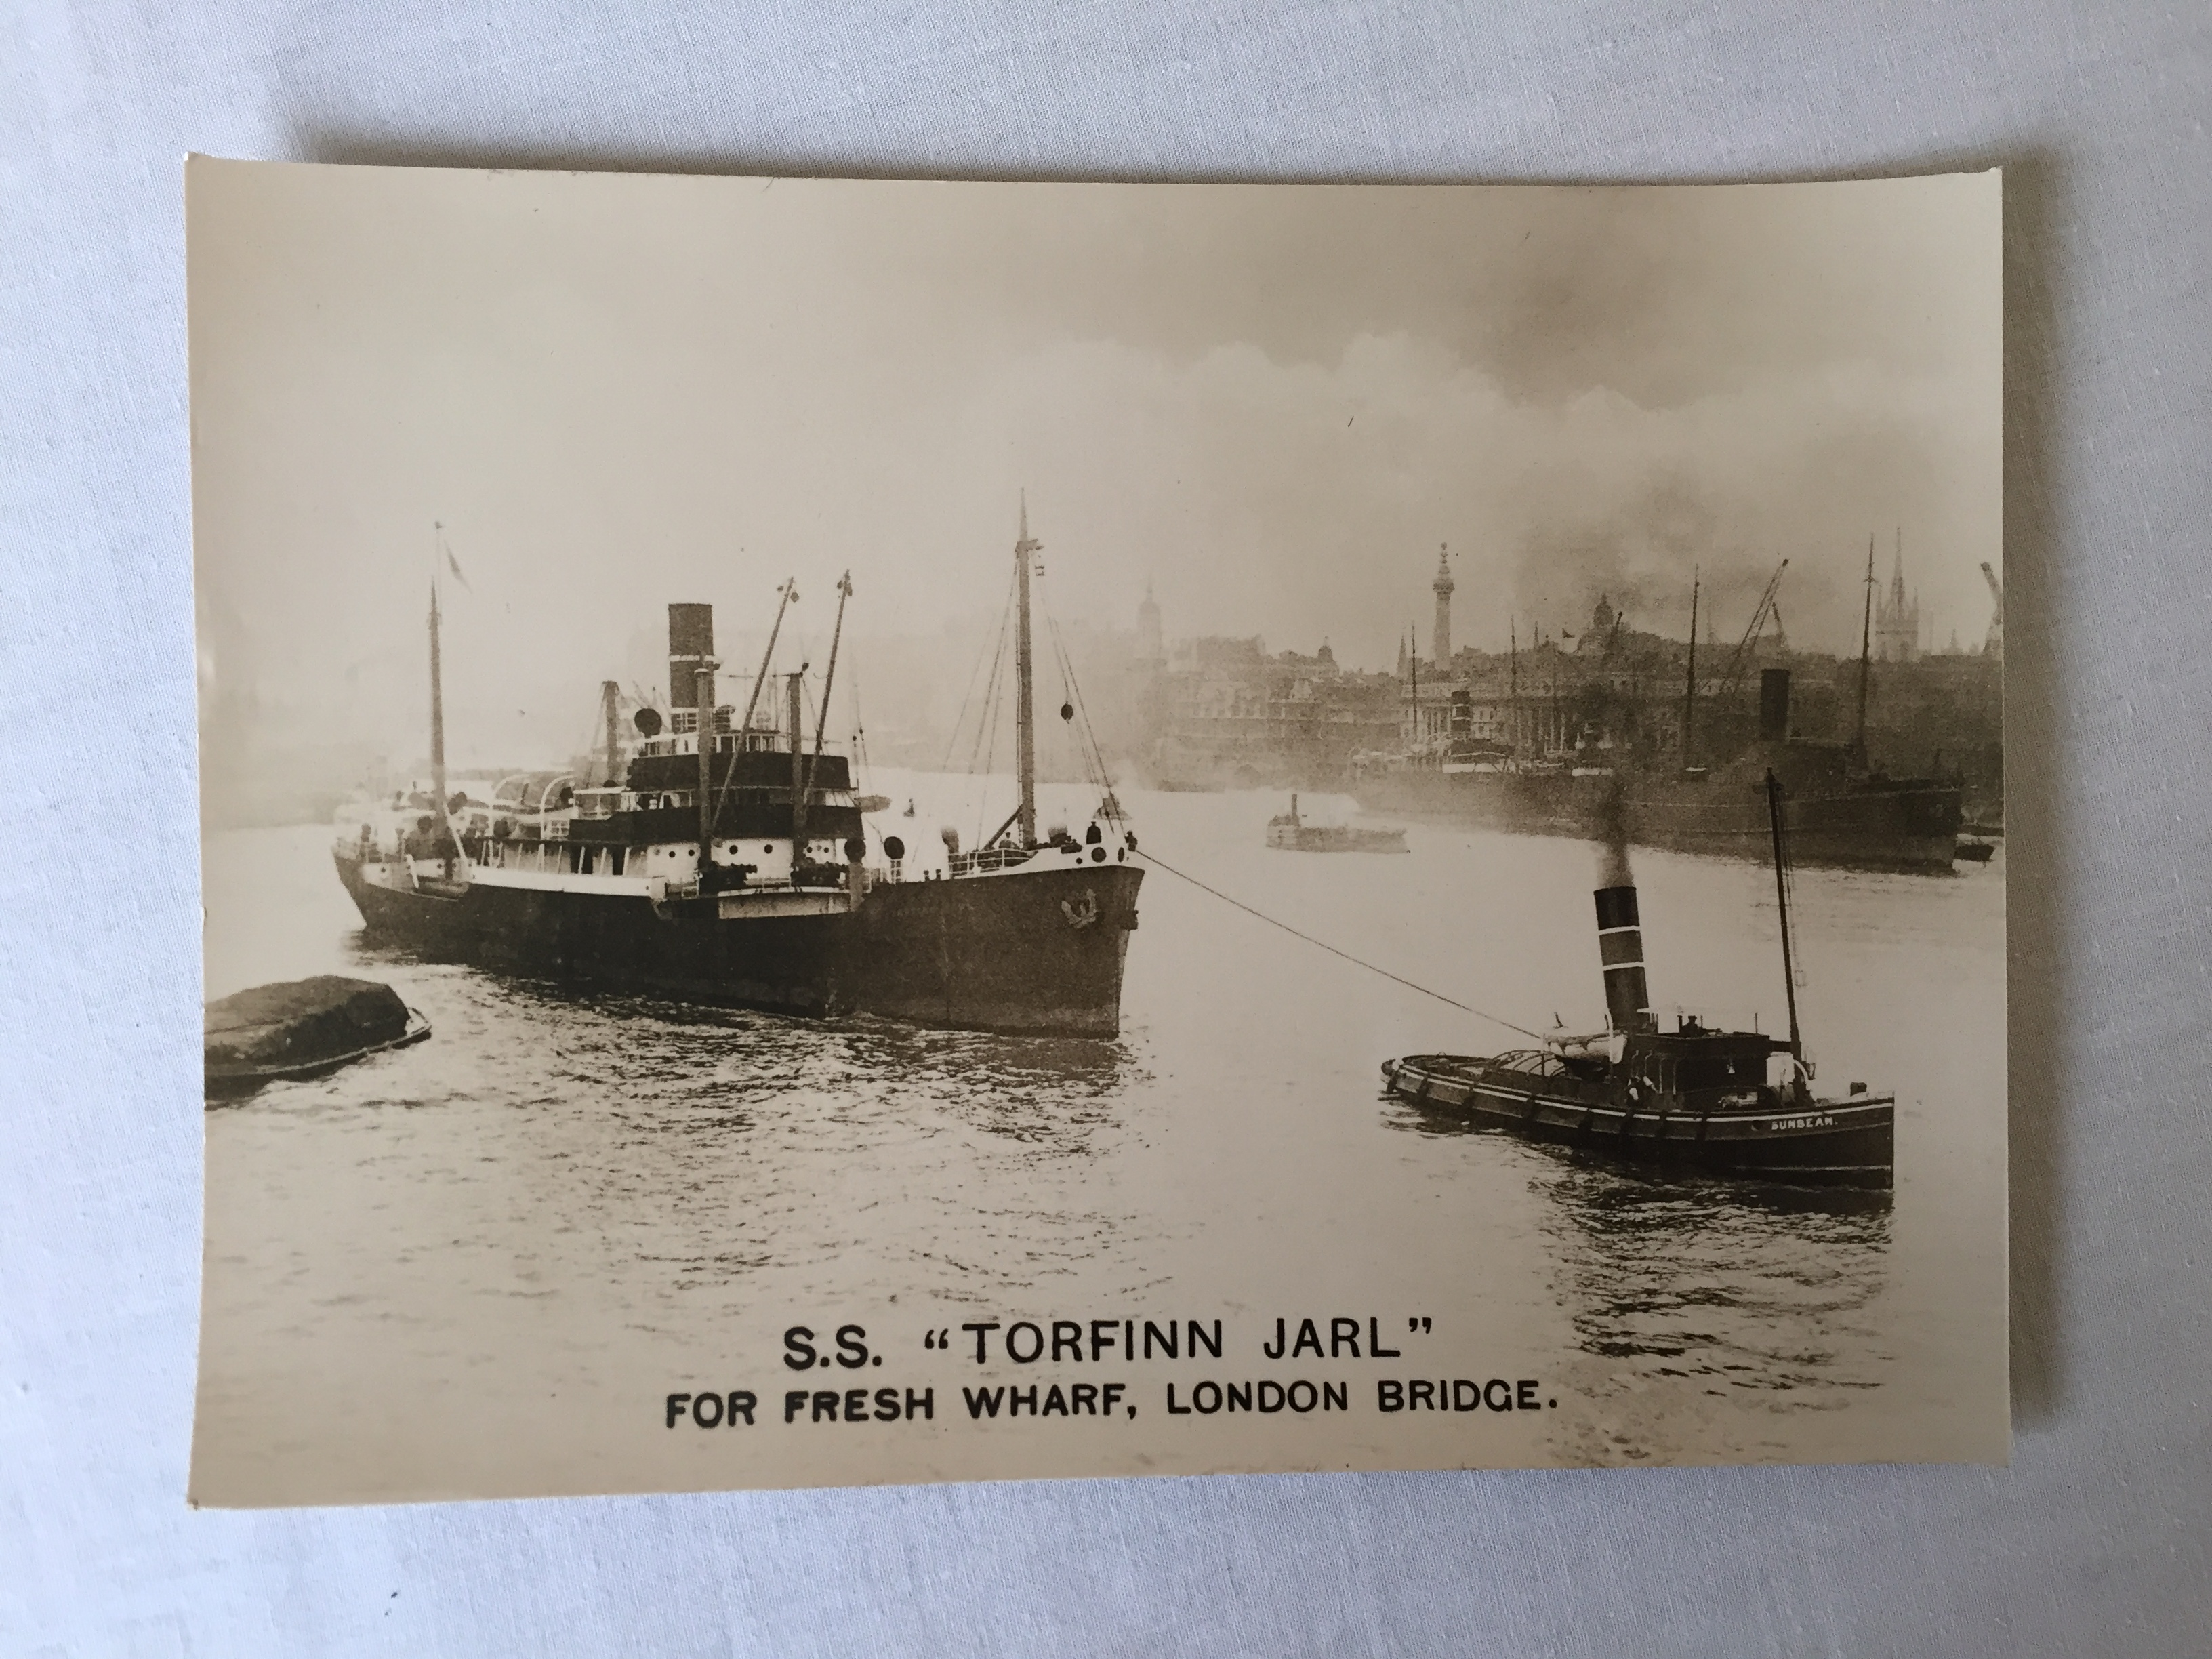 SUNBEAM.
S.S. “TORFINN JARL”
FOR FRESH WHARF, LONDON BRIDGE.